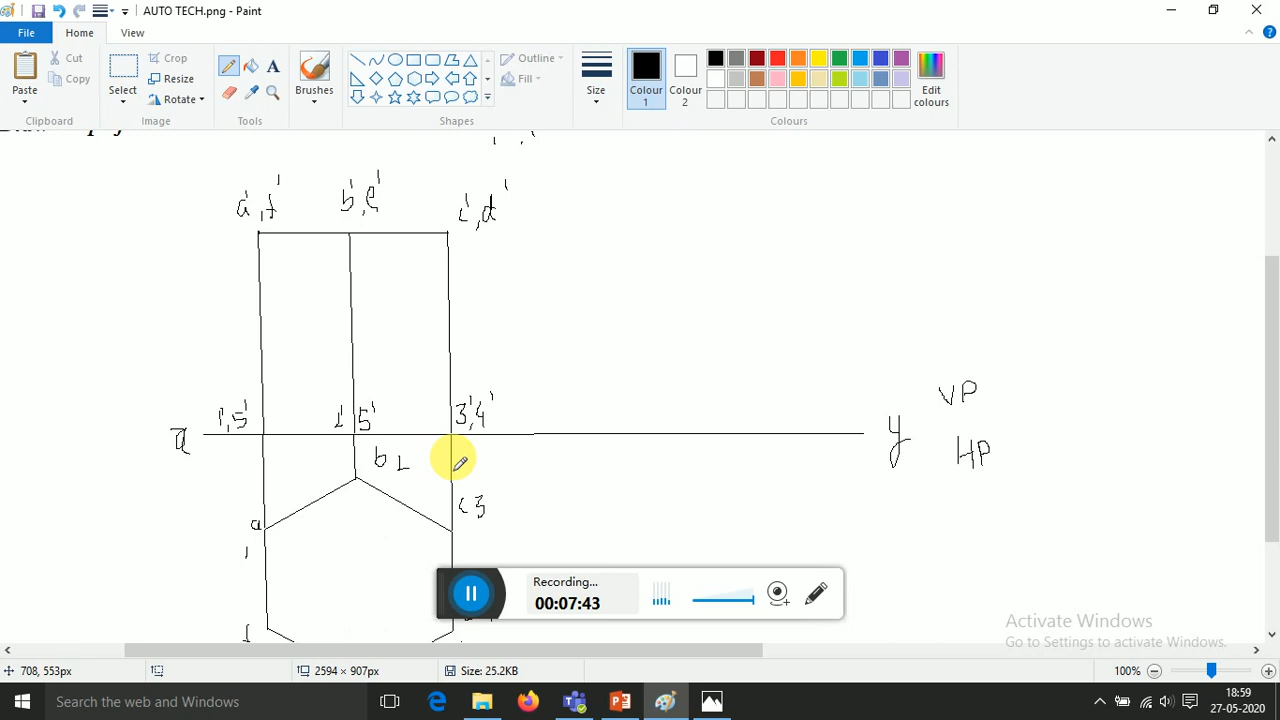 AUTO TECH.png - Paint
File Home View
Paste Cut Copy Clipboard
Select Crop Resize Rotate Image
Tools
Brushes
Outline Fill Shapes
Size
Colour 1 Colour 2 Edit colours Colours
a',f' b',e' c',d'
1',5' 5' 3',4'
y VP
HP
b 2
c 3
a
1
f
Recording...
00:07:43
Activate Windows
Go to Settings to activate Windows.
708, 553px 2594 × 907px Size: 25.2KB 100%
Search the web and Windows 18:59
27-05-2020